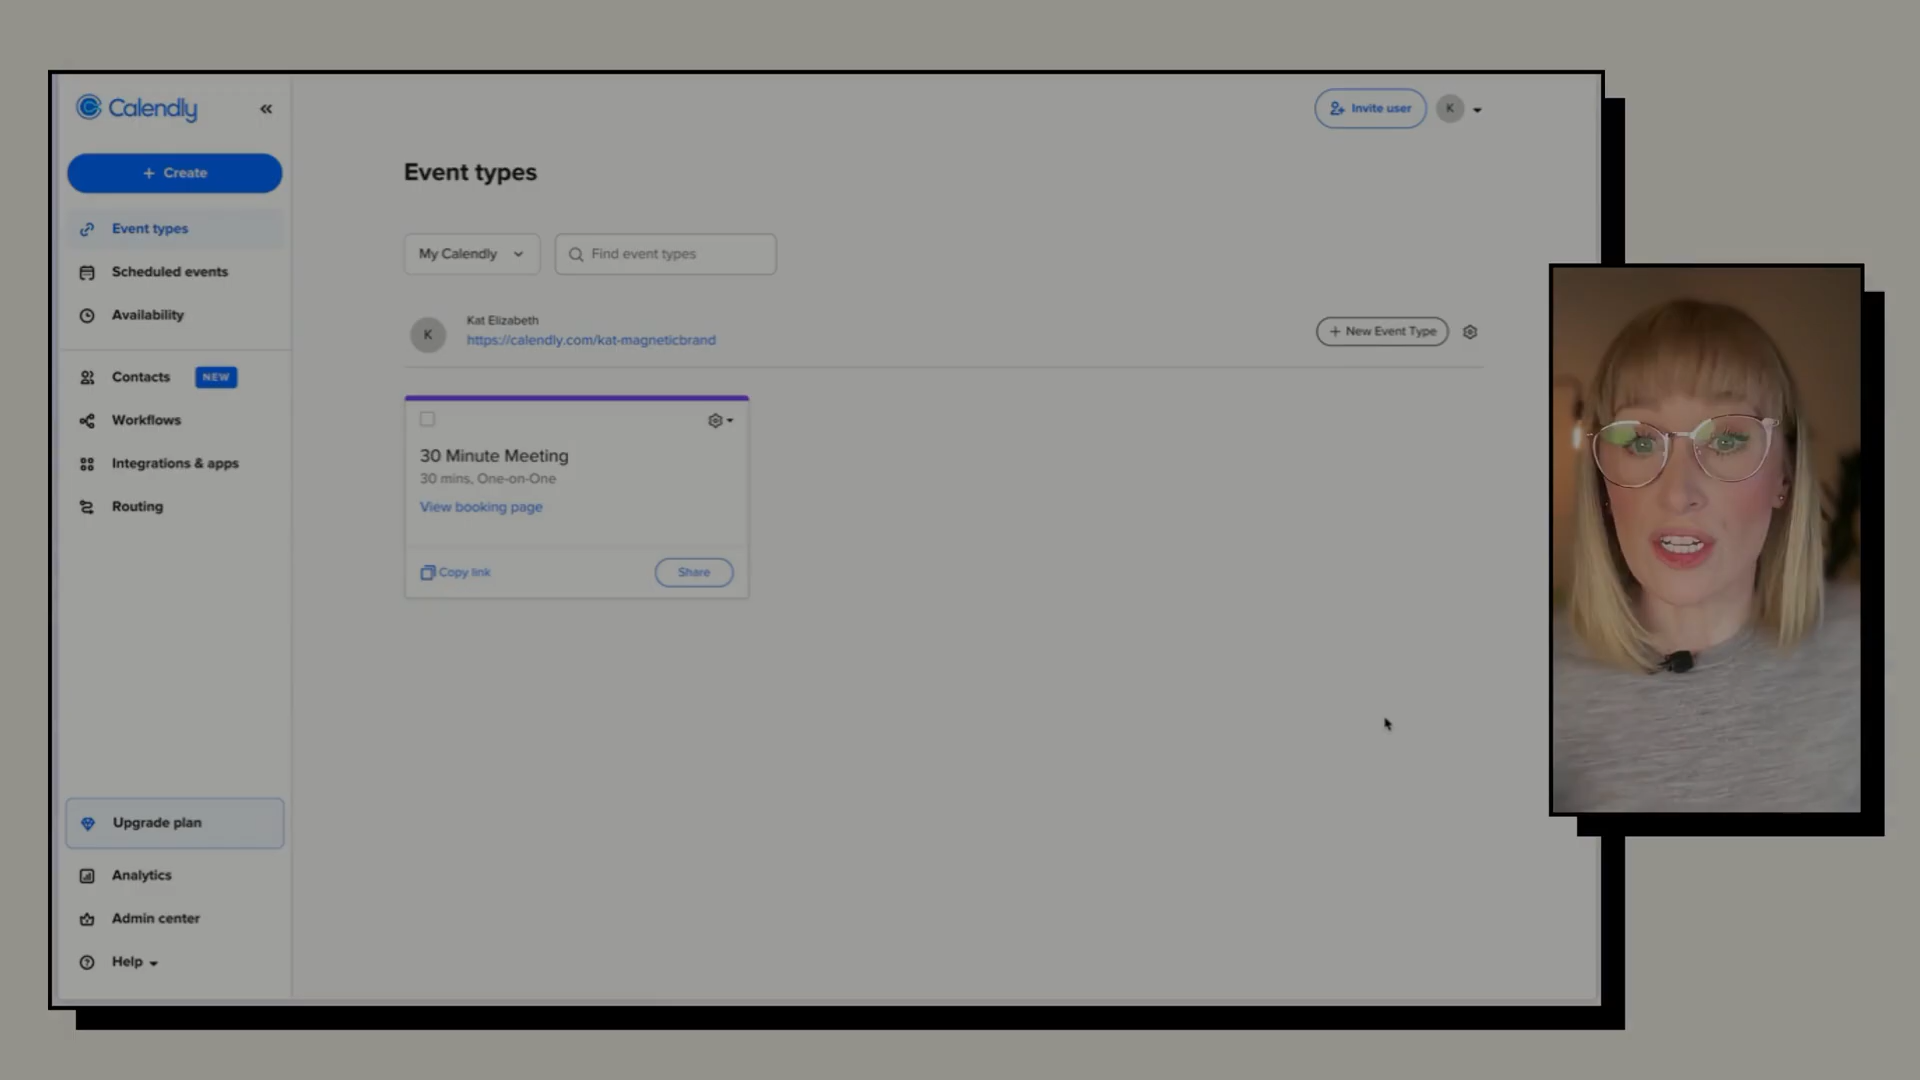 Calendly
Invite user
K
+ Create
Event types
Event types
Scheduled events
Availability
My Calendly
Find event types
K
Kat Elizabeth
https://calendly.com/kat-magneticbrand
+ New Event Type
Contacts
NEW
Workflows
Integrations & apps
Routing
30 Minute Meeting
30 mins, One-on-One
View booking page
Copy link
Share
Upgrade plan
Analytics
Admin center
Help